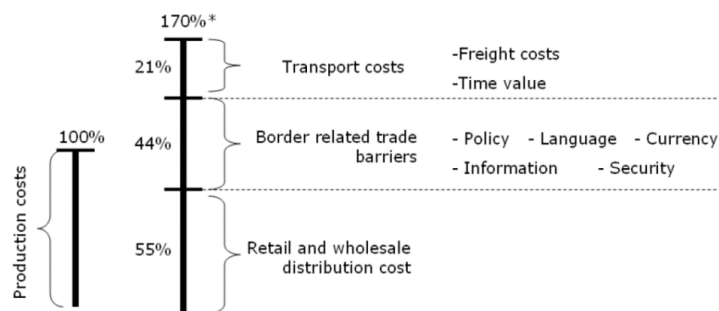 170%*
21%
Transport costs
-Freight costs
-Time value
100%
44%
Border related trade
barriers
- Policy - Language - Currency
- Information - Security
Production costs
55%
Retail and wholesale
distribution cost